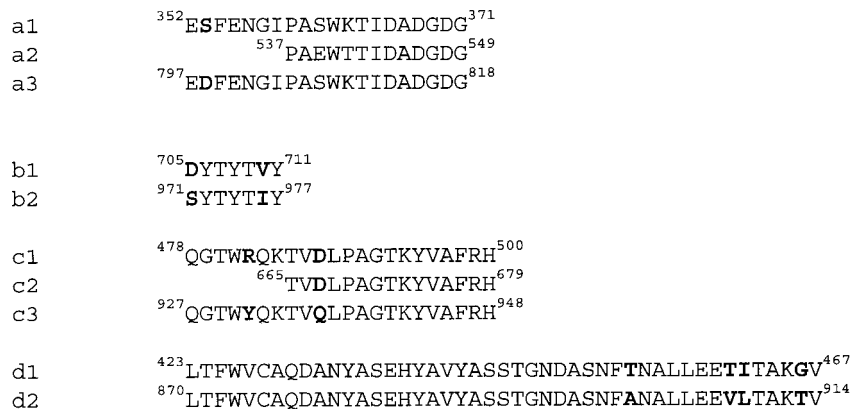 a1 352ESFENGIPASWKTIDADGDG371
a2 537PAEWTTIDADGDG549
a3 797EDFENGIPASWKTIDADGDG818
b1 705DYTYTVY711
b2 971SYTYTIY977
c1 478QGTWRQKTVDLPAGTKYVAFRH500
c2 665TVDLPAGTKYVAFRH679
c3 927QGTWYQKTVQLPAGTKYVAFRH948
d1 423LTFWVCAQDANYASEHYAVYASSTGNDASNFTNALLEETITAKGV467
d2 870LTFWVCAQDANYASEHYAVYASSTGNDASNFANALLEEVLTAKTV914